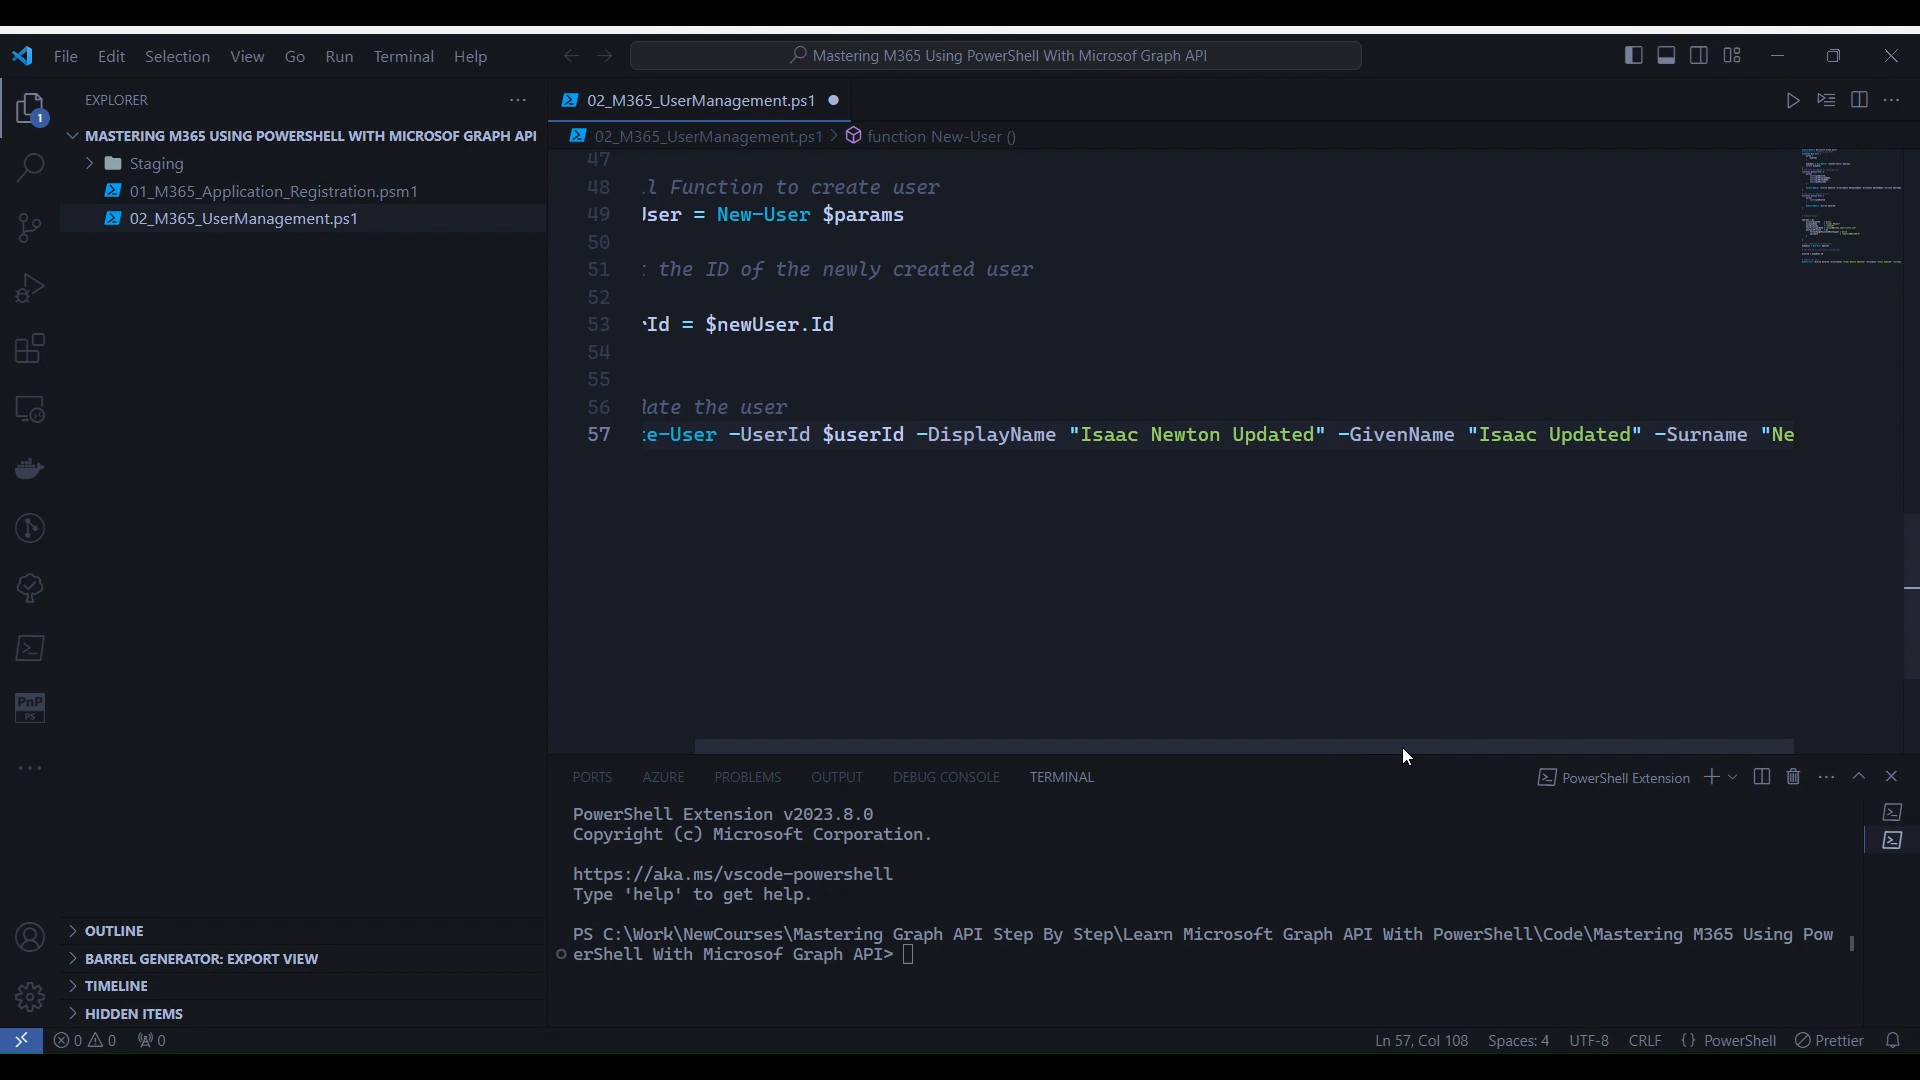 File Edit Selection View Go Run Terminal Help
Mastering M365 Using PowerShell With Microsof Graph API
EXPLORER
MASTERING M365 USING POWERSHELL WITH MICROSOF GRAPH API
Staging
01_M365_Application_Registration.psm1
02_M365_UserManagement.ps1
OUTLINE
BARREL GENERATOR: EXPORT VIEW
TIMELINE
HIDDEN ITEMS
1
PnP
PS
02_M365_UserManagement.ps1
02_M365_UserManagement.ps1 > function New-User ()
47
48 .l Function to create user
49 Jser = New-User $params
50
51 : the ID of the newly created user
52
53 rId = $newUser.Id
54
55
56 date the user
57 :e-User -UserId $userId -DisplayName "Isaac Newton Updated" -GivenName "Isaac Updated" -Surname "Ne
PORTS AZURE PROBLEMS OUTPUT DEBUG CONSOLE TERMINAL
PowerShell Extension
PowerShell Extension v2023.8.0
Copyright (c) Microsoft Corporation.
https://aka.ms/vscode-powershell
Type 'help' to get help.
PS C:\Work\NewCourses\Mastering Graph API Step By Step\Learn Microsoft Graph API With PowerShell\Code\Mastering M365 Using Pow
erShell With Microsof Graph API>
0 0 0
Ln 57, Col 108 Spaces: 4 UTF-8 CRLF {} PowerShell Prettier